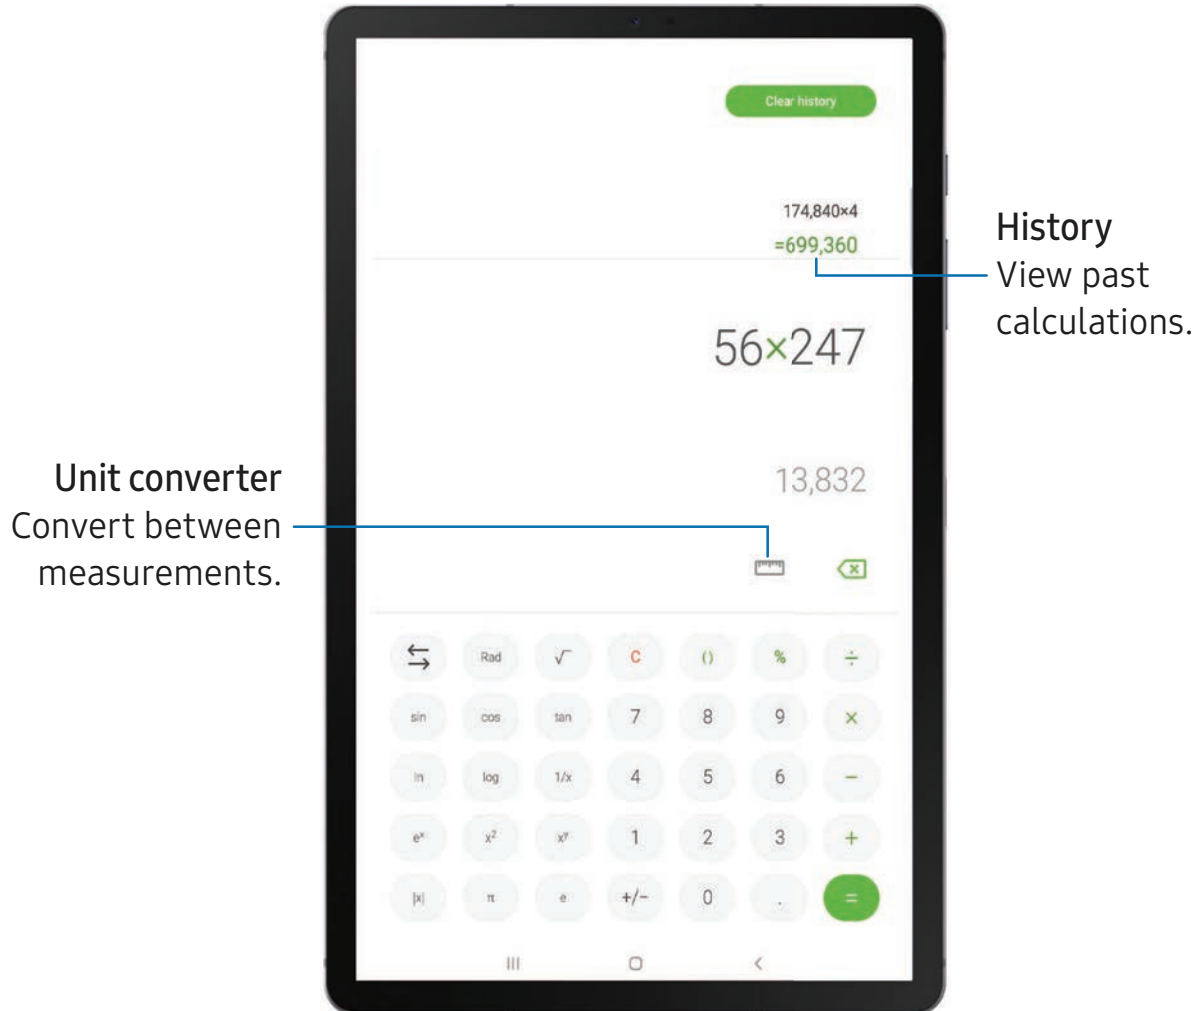 Clear history
174,840×4
=699,360
History
View past
calculations.
56×247
Unit converter
Convert between
measurements.
13,832
Rad √ C () % ÷
sin cos tan 7 8 9 ×
ln log 1/x 4 5 6 −
eˣ x² xʸ 1 2 3 +
|x| π e +/− 0 . =